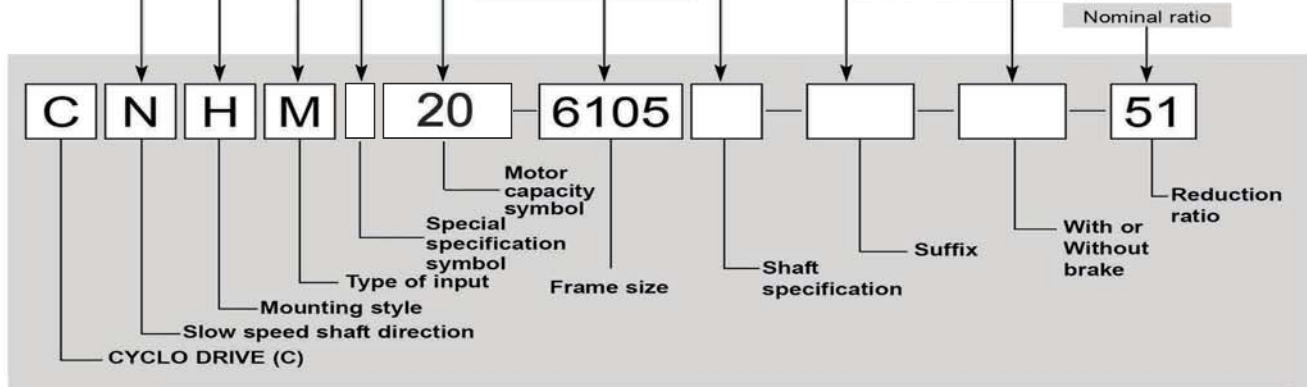 Nominal ratio
C N H M 20 - 6105 - - - 51
Motor
capacity
symbol
Reduction
ratio
Special
specification
symbol
With or
Without
brake
Suffix
Shaft
specification
Type of input
Frame size
Mounting style
Slow speed shaft direction
CYCLO DRIVE (C)